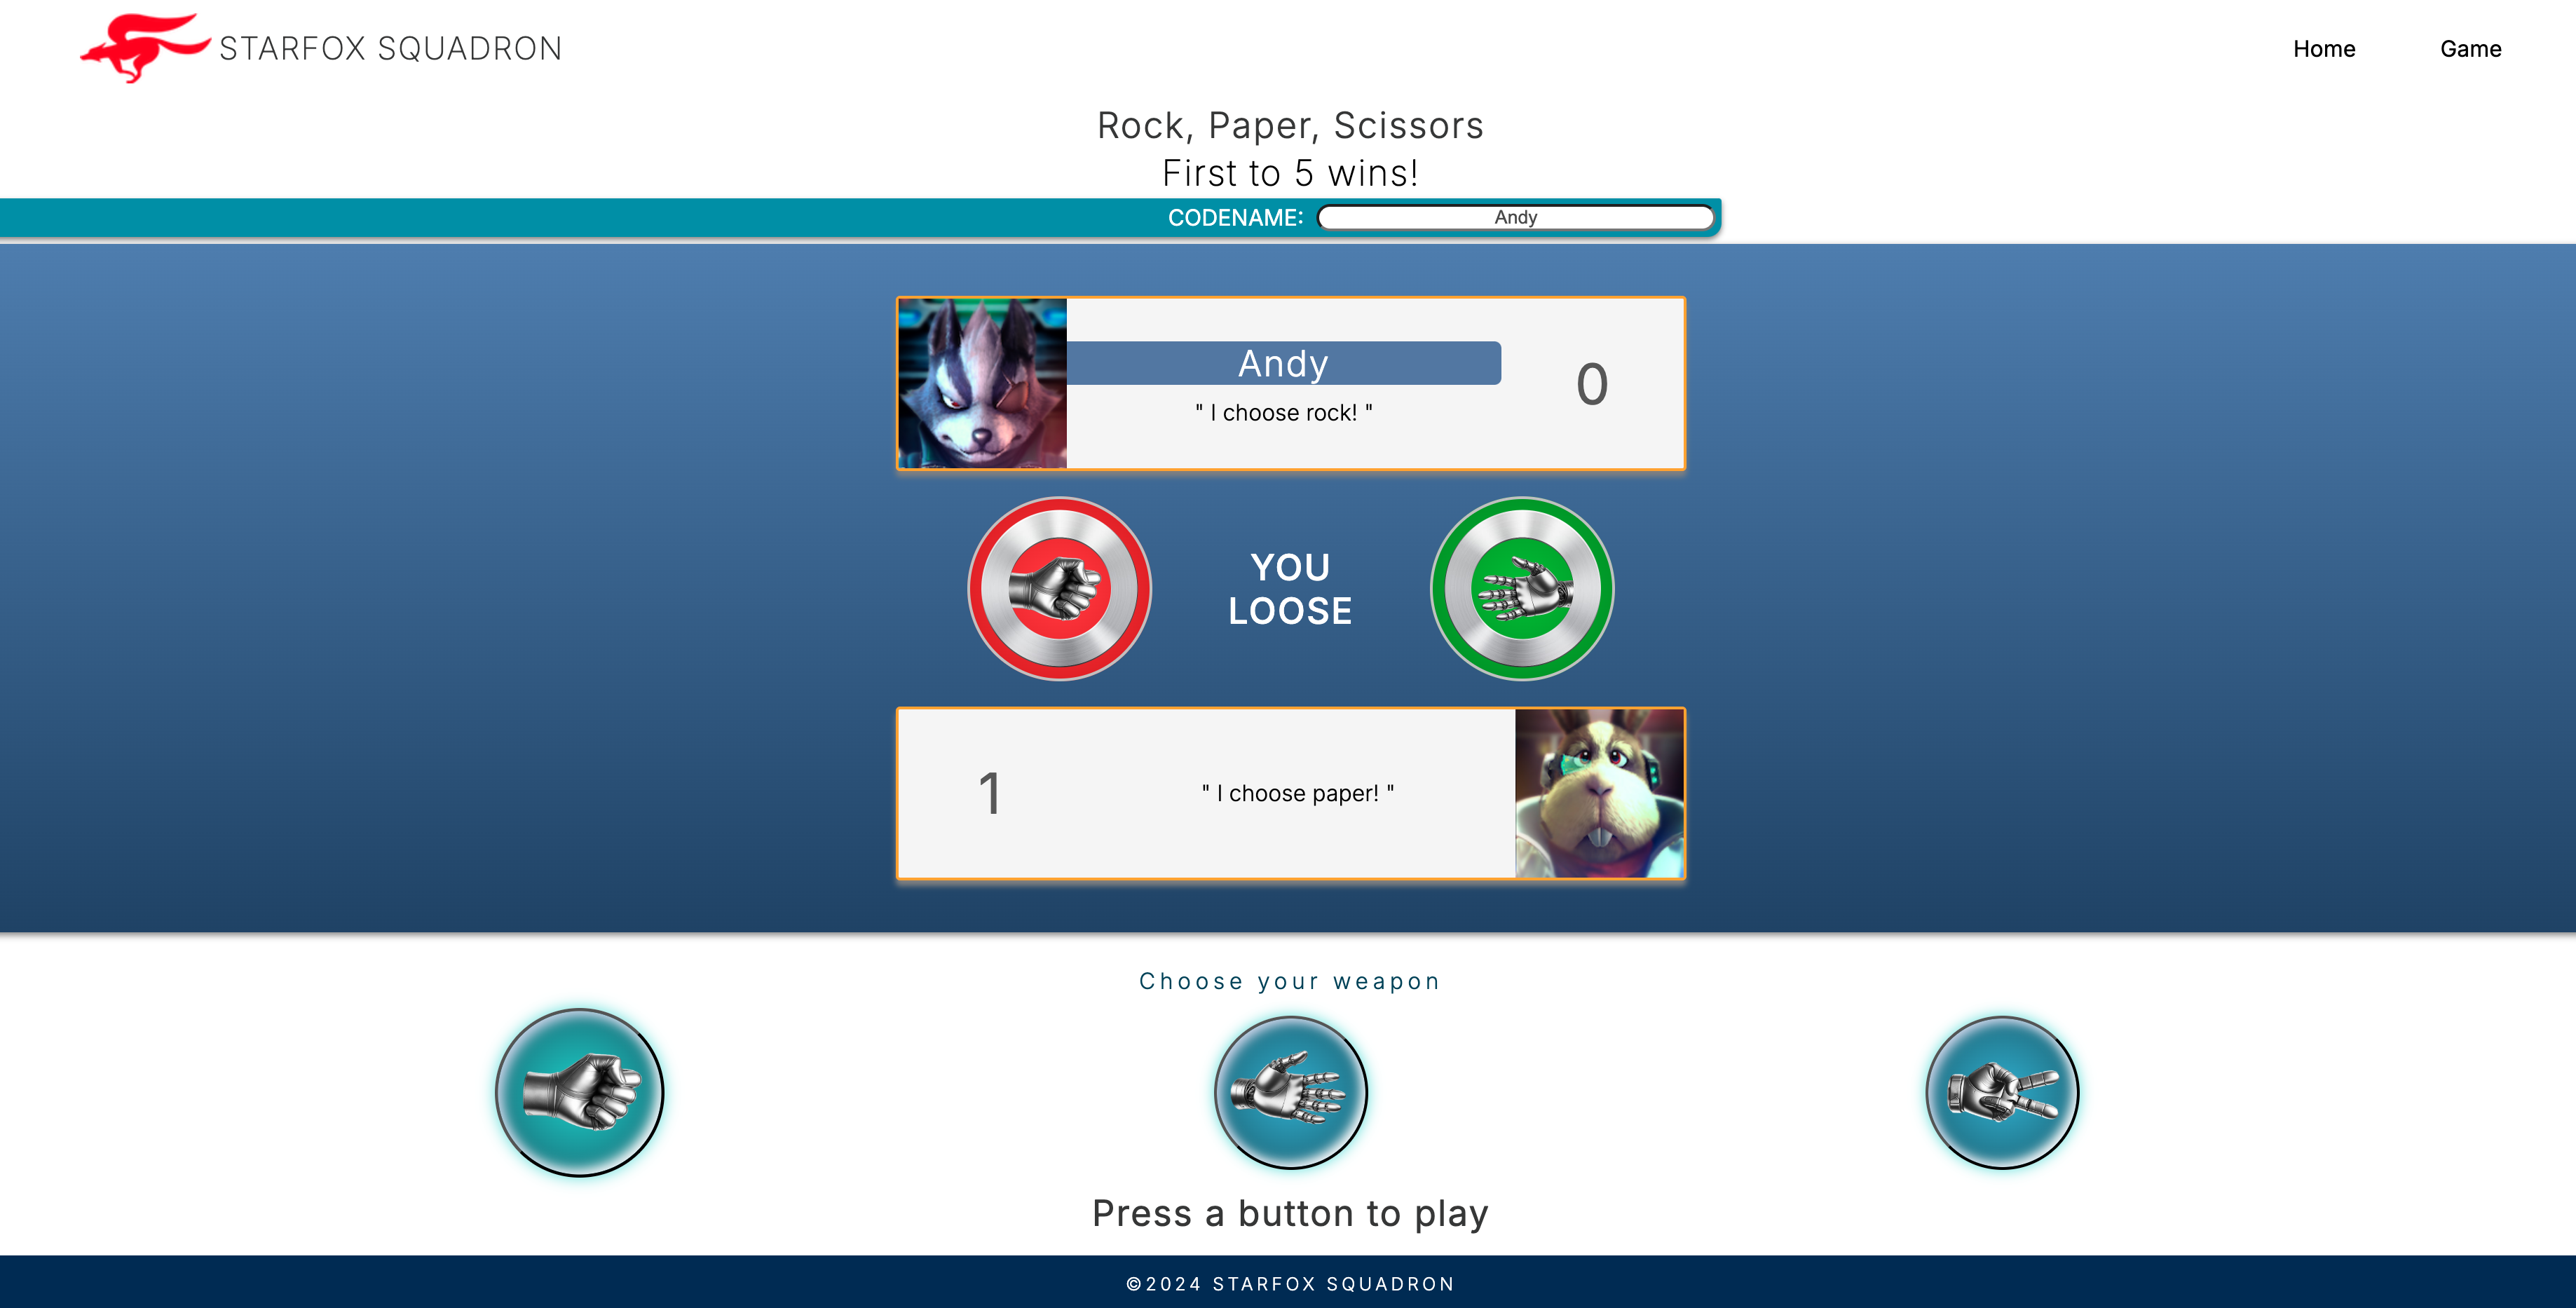 STARFOX SQUADRON
Home
Game
Rock, Paper, Scissors
First to 5 wins!
CODENAME:
Andy
Andy
0
" I choose rock! "
YOU
LOOSE
1
" I choose paper! "
Choose your weapon
Press a button to play
©2024 STARFOX SQUADRON